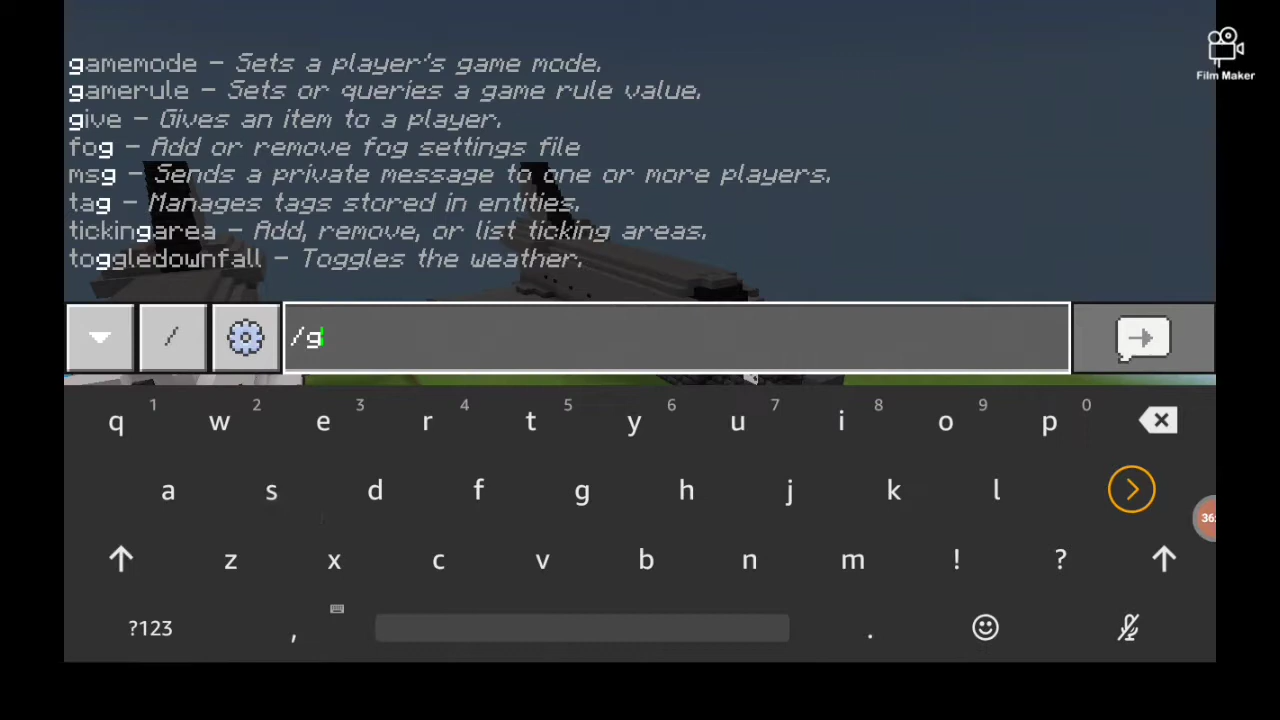 gamemode – Sets a player's game mode.
gamerule – Sets or queries a game rule value.
give – Gives an item to a player.
fog – Add or remove fog settings file
msg – Sends a private message to one or more players.
tag – Manages tags stored in entities.
tickingarea – Add, remove, or list ticking areas.
toggledownfall – Toggles the weather.
Film Maker
/
/g
1 2 3 4 5 6 7 8 9 0
q w e r t y u i o p
a s d f g h j k l
36
z x c v b n m ! ?
?123 , .